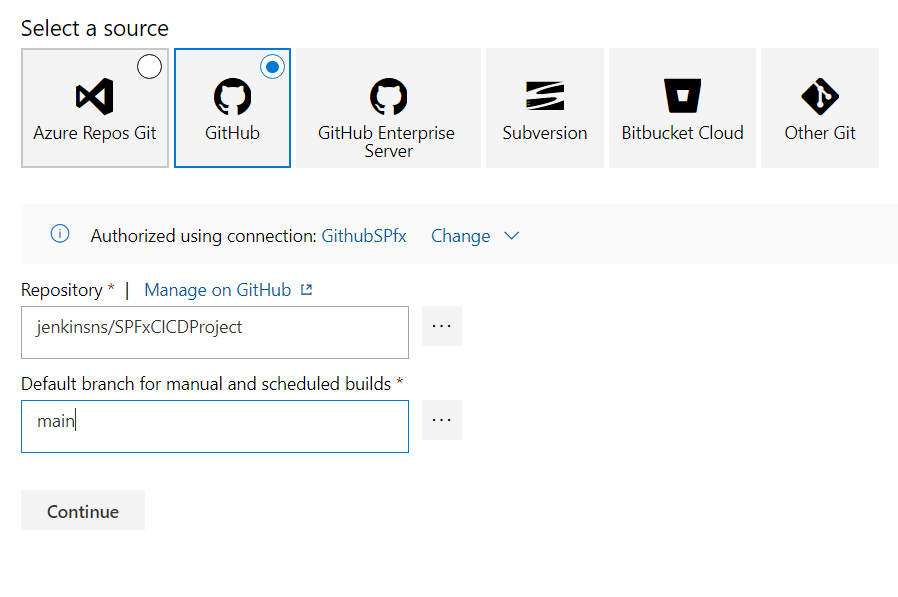 Select a source
Azure Repos Git
GitHub
GitHub Enterprise
Server
Subversion
Bitbucket Cloud
Other Git
Authorized using connection: GithubSPfx Change
Repository * | Manage on GitHub
jenkinsns/SPFxCICDProject
...
Default branch for manual and scheduled builds *
main
...
Continue